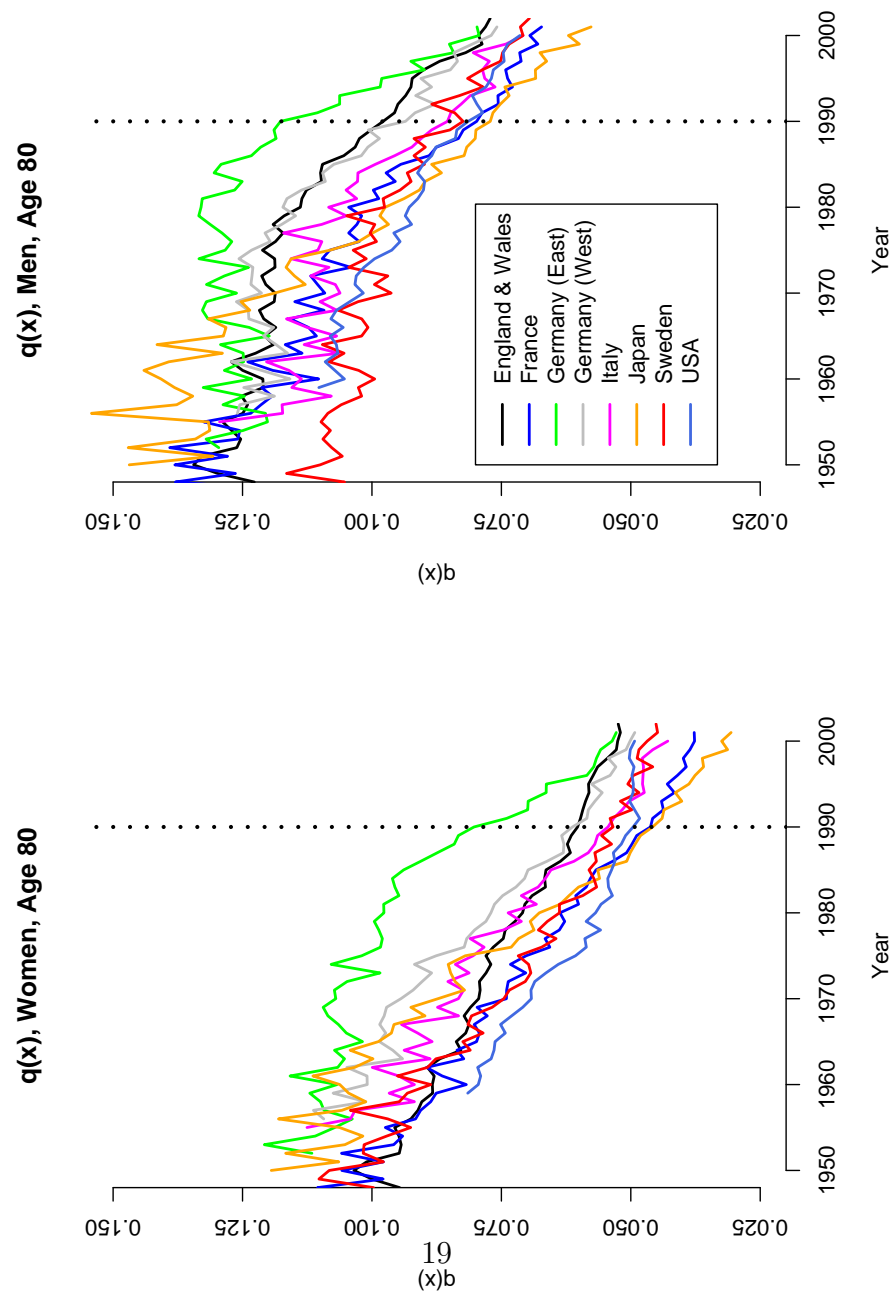 q(x), Women, Age 80
q(x)
0.150
0.125
0.100
0.075
0.050
0.025
1950
1960
1970
1980
1990
2000
Year
q(x), Men, Age 80
q(x)
0.150
0.125
0.100
0.075
0.050
0.025
1950
1960
1970
1980
1990
2000
Year
England & Wales
France
Germany (East)
Germany (West)
Italy
Japan
Sweden
USA
19